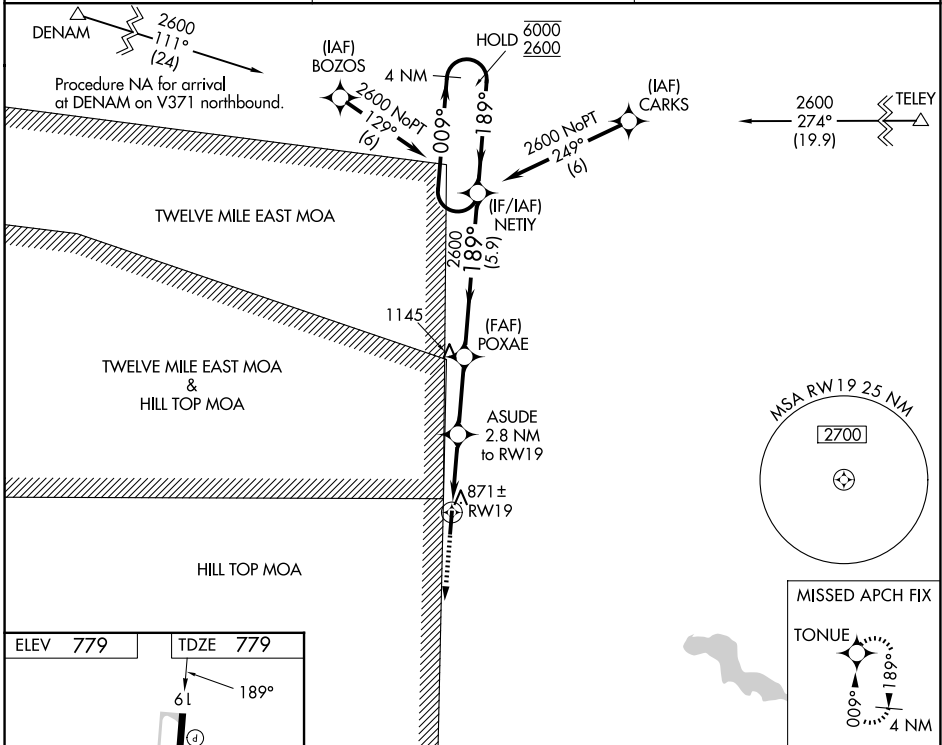 DENAM
2600
111°
(24)
Procedure NA for arrival
at DENAM on V371 northbound.
(IAF)
BOZOS
2600 NoPT
129°
(6)
HOLD 6000
2600
4 NM
009°
189°
(IAF)
CARKS
2600 NoPT
249°
(6)
2600
274°
(19.9)
TELEY
(IF/IAF)
NETIY
2600
189°
(5.9)
TWELVE MILE EAST MOA
1145
(FAF)
POXAE
TWELVE MILE EAST MOA
&
HILL TOP MOA
ASUDE
2.8 NM
to RW19
871±
RW19
MSA RW19 25 NM
2700
HILL TOP MOA
MISSED APCH FIX
TONUE
009°
189°
4 NM
ELEV 779
TDZE 779
189°
19
P